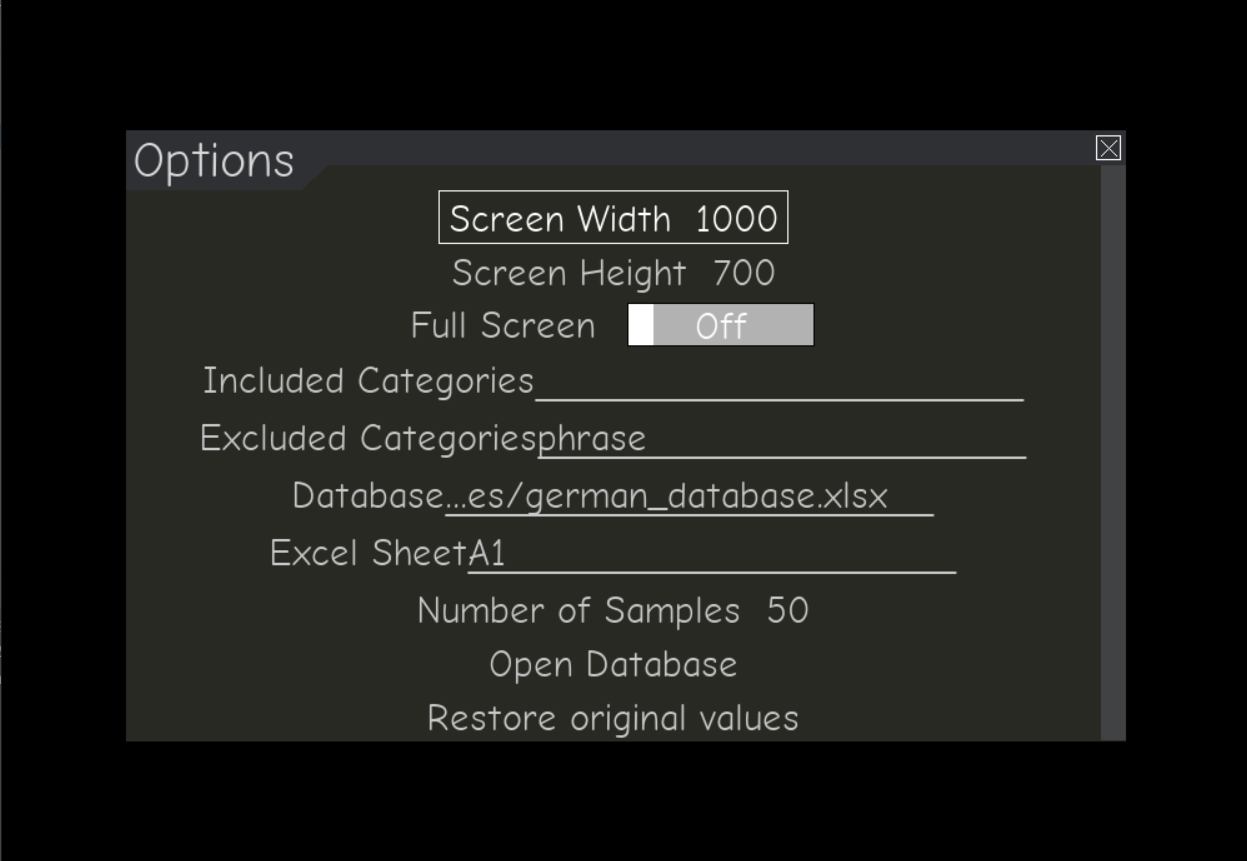 Options
Screen Width 1000
Screen Height 700
Full Screen Off
Included Categories
Excluded Categoriesphrase
Database...es/german_database.xlsx
Excel SheetA1
Number of Samples 50
Open Database
Restore original values